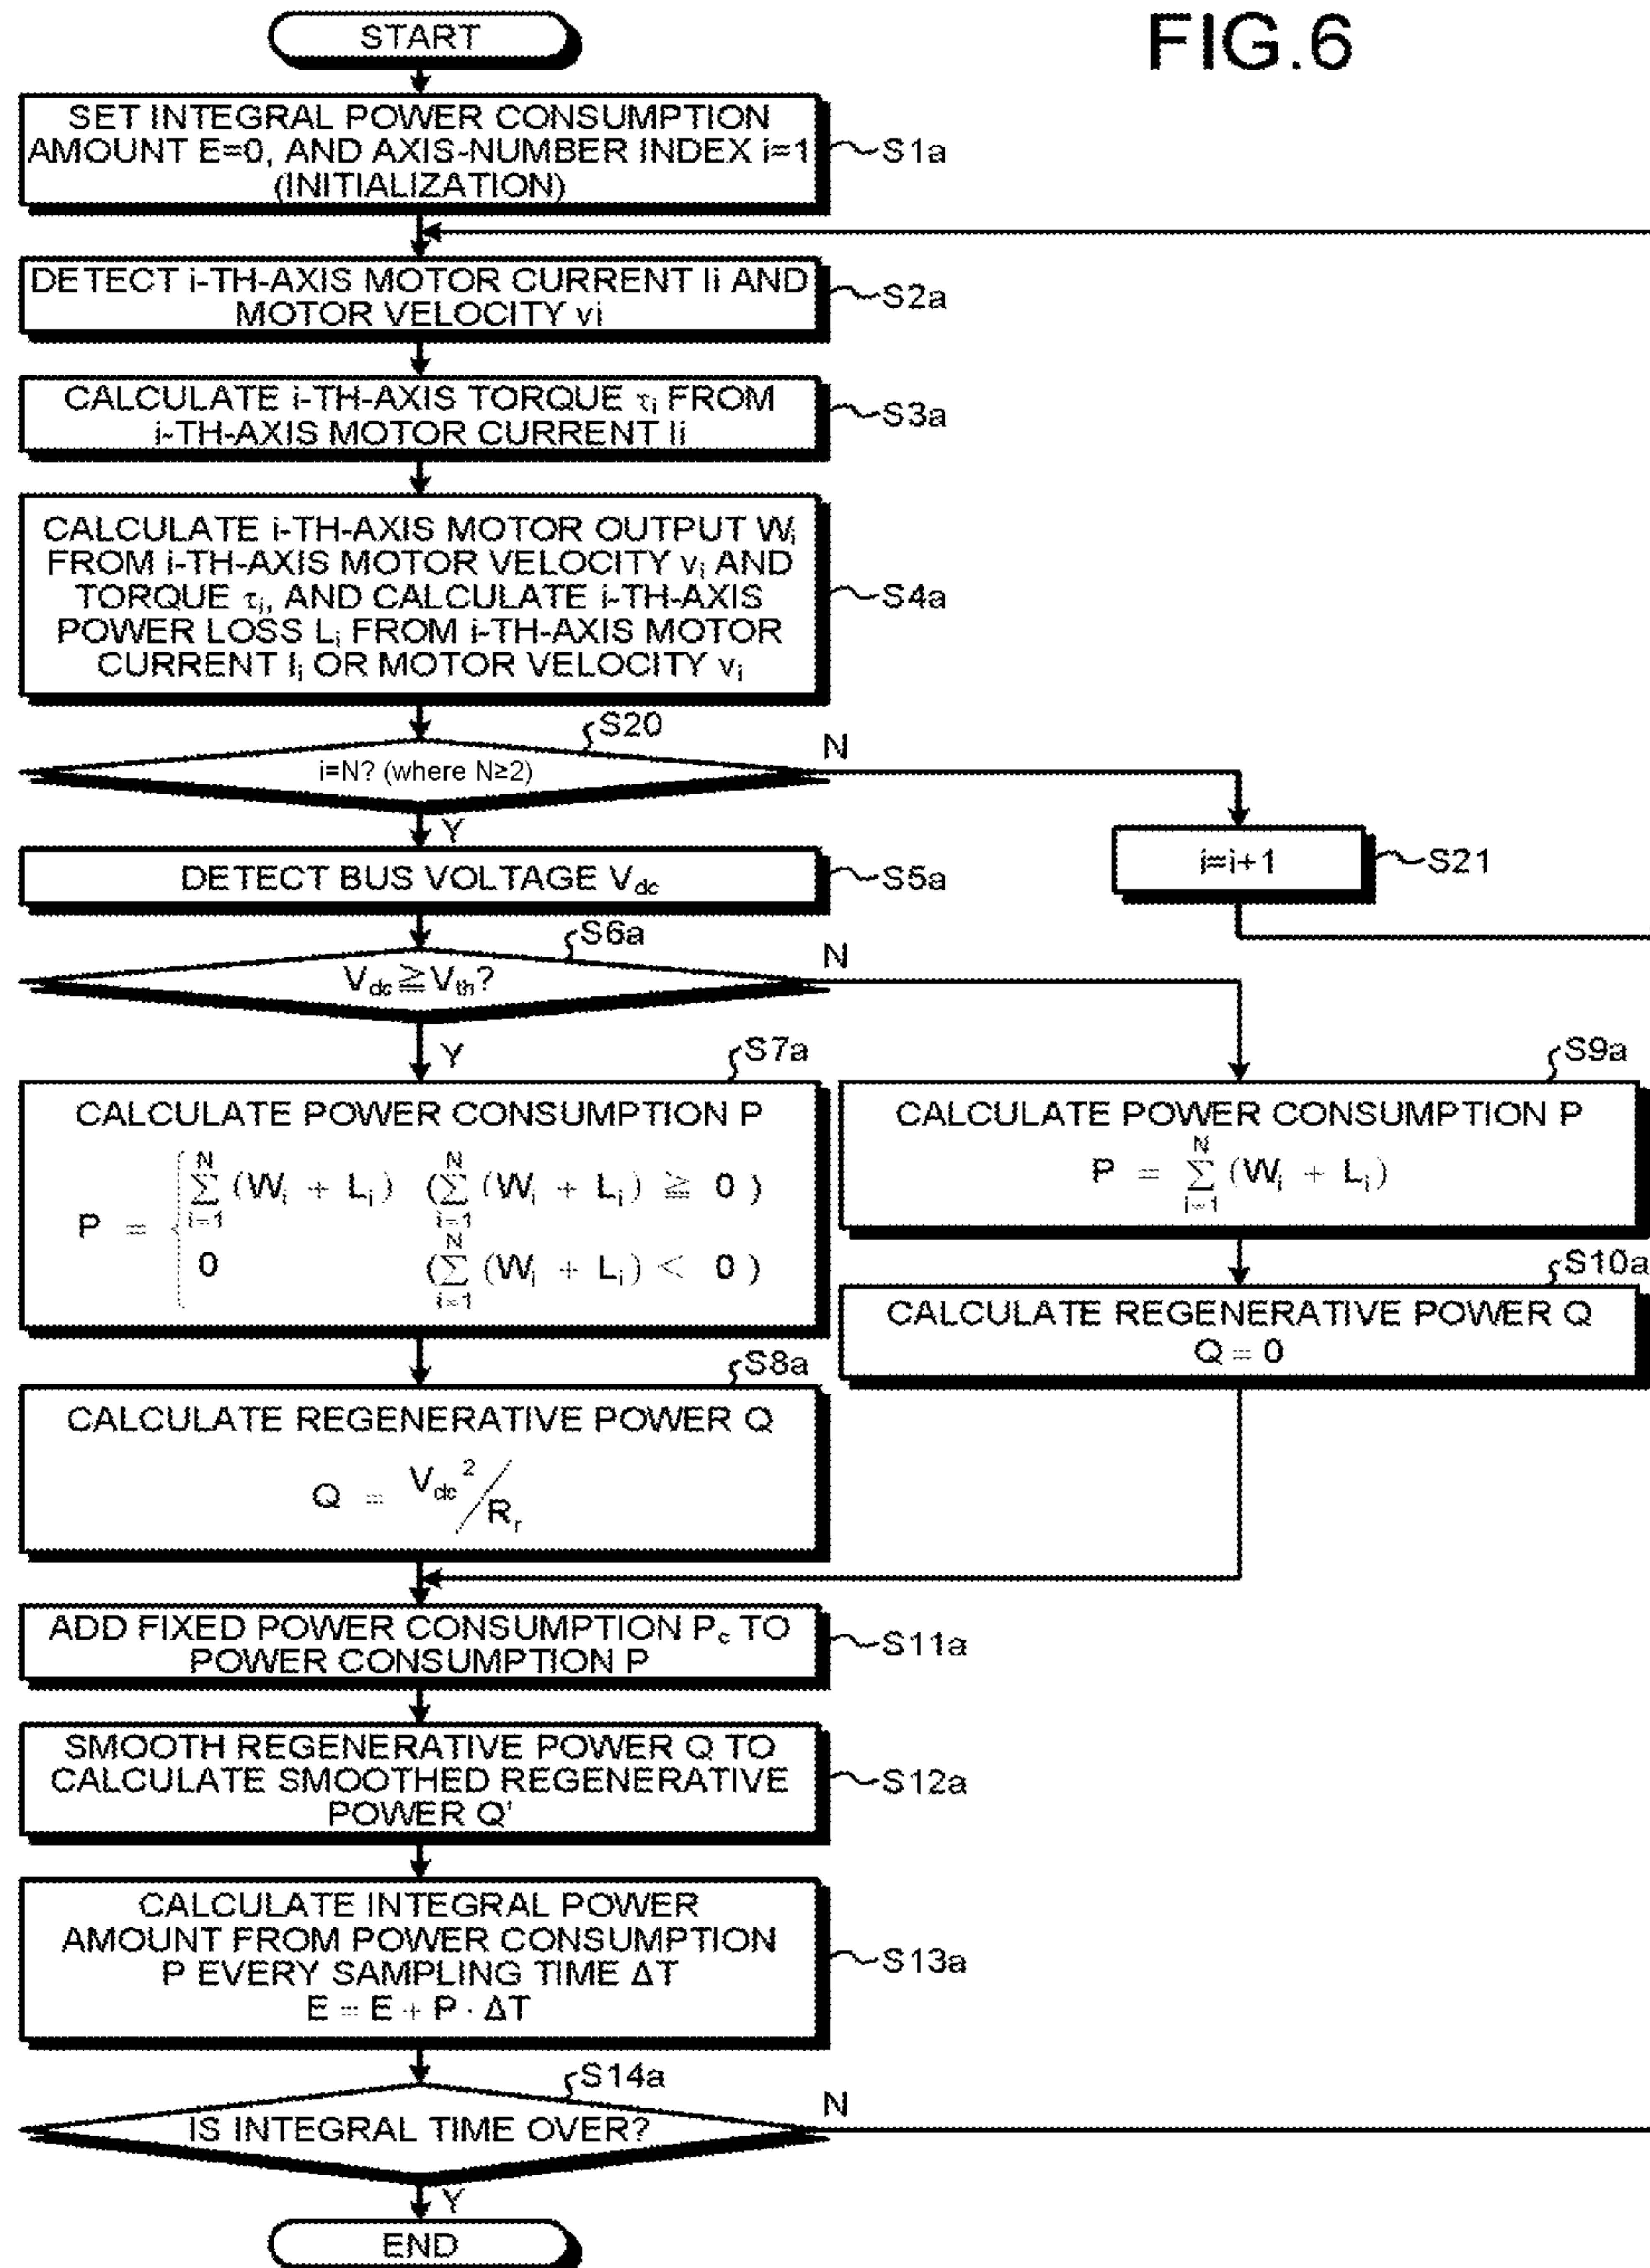 FIG.6
START
SET INTEGRAL POWER CONSUMPTION
AMOUNT E=0, AND AXIS-NUMBER INDEX i=1
(INITIALIZATION)
S1a
DETECT i-TH-AXIS MOTOR CURRENT Ii AND
MOTOR VELOCITY vi
S2a
CALCULATE i-TH-AXIS TORQUE τi FROM
i-TH-AXIS MOTOR CURRENT Ii
S3a
CALCULATE i-TH-AXIS MOTOR OUTPUT Wi
FROM i-TH-AXIS MOTOR VELOCITY vi AND
TORQUE τi, AND CALCULATE i-TH-AXIS
POWER LOSS Li FROM i-TH-AXIS MOTOR
CURRENT Ii OR MOTOR VELOCITY vi
S4a
S20
i=N? (where N≥2)
N
Y
i=i+1
S21
DETECT BUS VOLTAGE Vdc
S5a
S6a
Vdc≧Vth?
N
Y
S7a
CALCULATE POWER CONSUMPTION P
P = { N∑i=1 (Wi + Li) (N∑i=1 (Wi + Li) ≧ 0 )
0 (N∑i=1 (Wi + Li) < 0 )
S9a
CALCULATE POWER CONSUMPTION P
P = N∑i=1 (Wi + Li)
S10a
CALCULATE REGENERATIVE POWER Q
Q = 0
S8a
CALCULATE REGENERATIVE POWER Q
Q = Vdc²/Rr
ADD FIXED POWER CONSUMPTION Pc TO
POWER CONSUMPTION P
S11a
SMOOTH REGENERATIVE POWER Q TO
CALCULATE SMOOTHED REGENERATIVE
POWER Q'
S12a
CALCULATE INTEGRAL POWER
AMOUNT FROM POWER CONSUMPTION
P EVERY SAMPLING TIME ΔT
E = E + P · ΔT
S13a
S14a
IS INTEGRAL TIME OVER?
N
Y
END